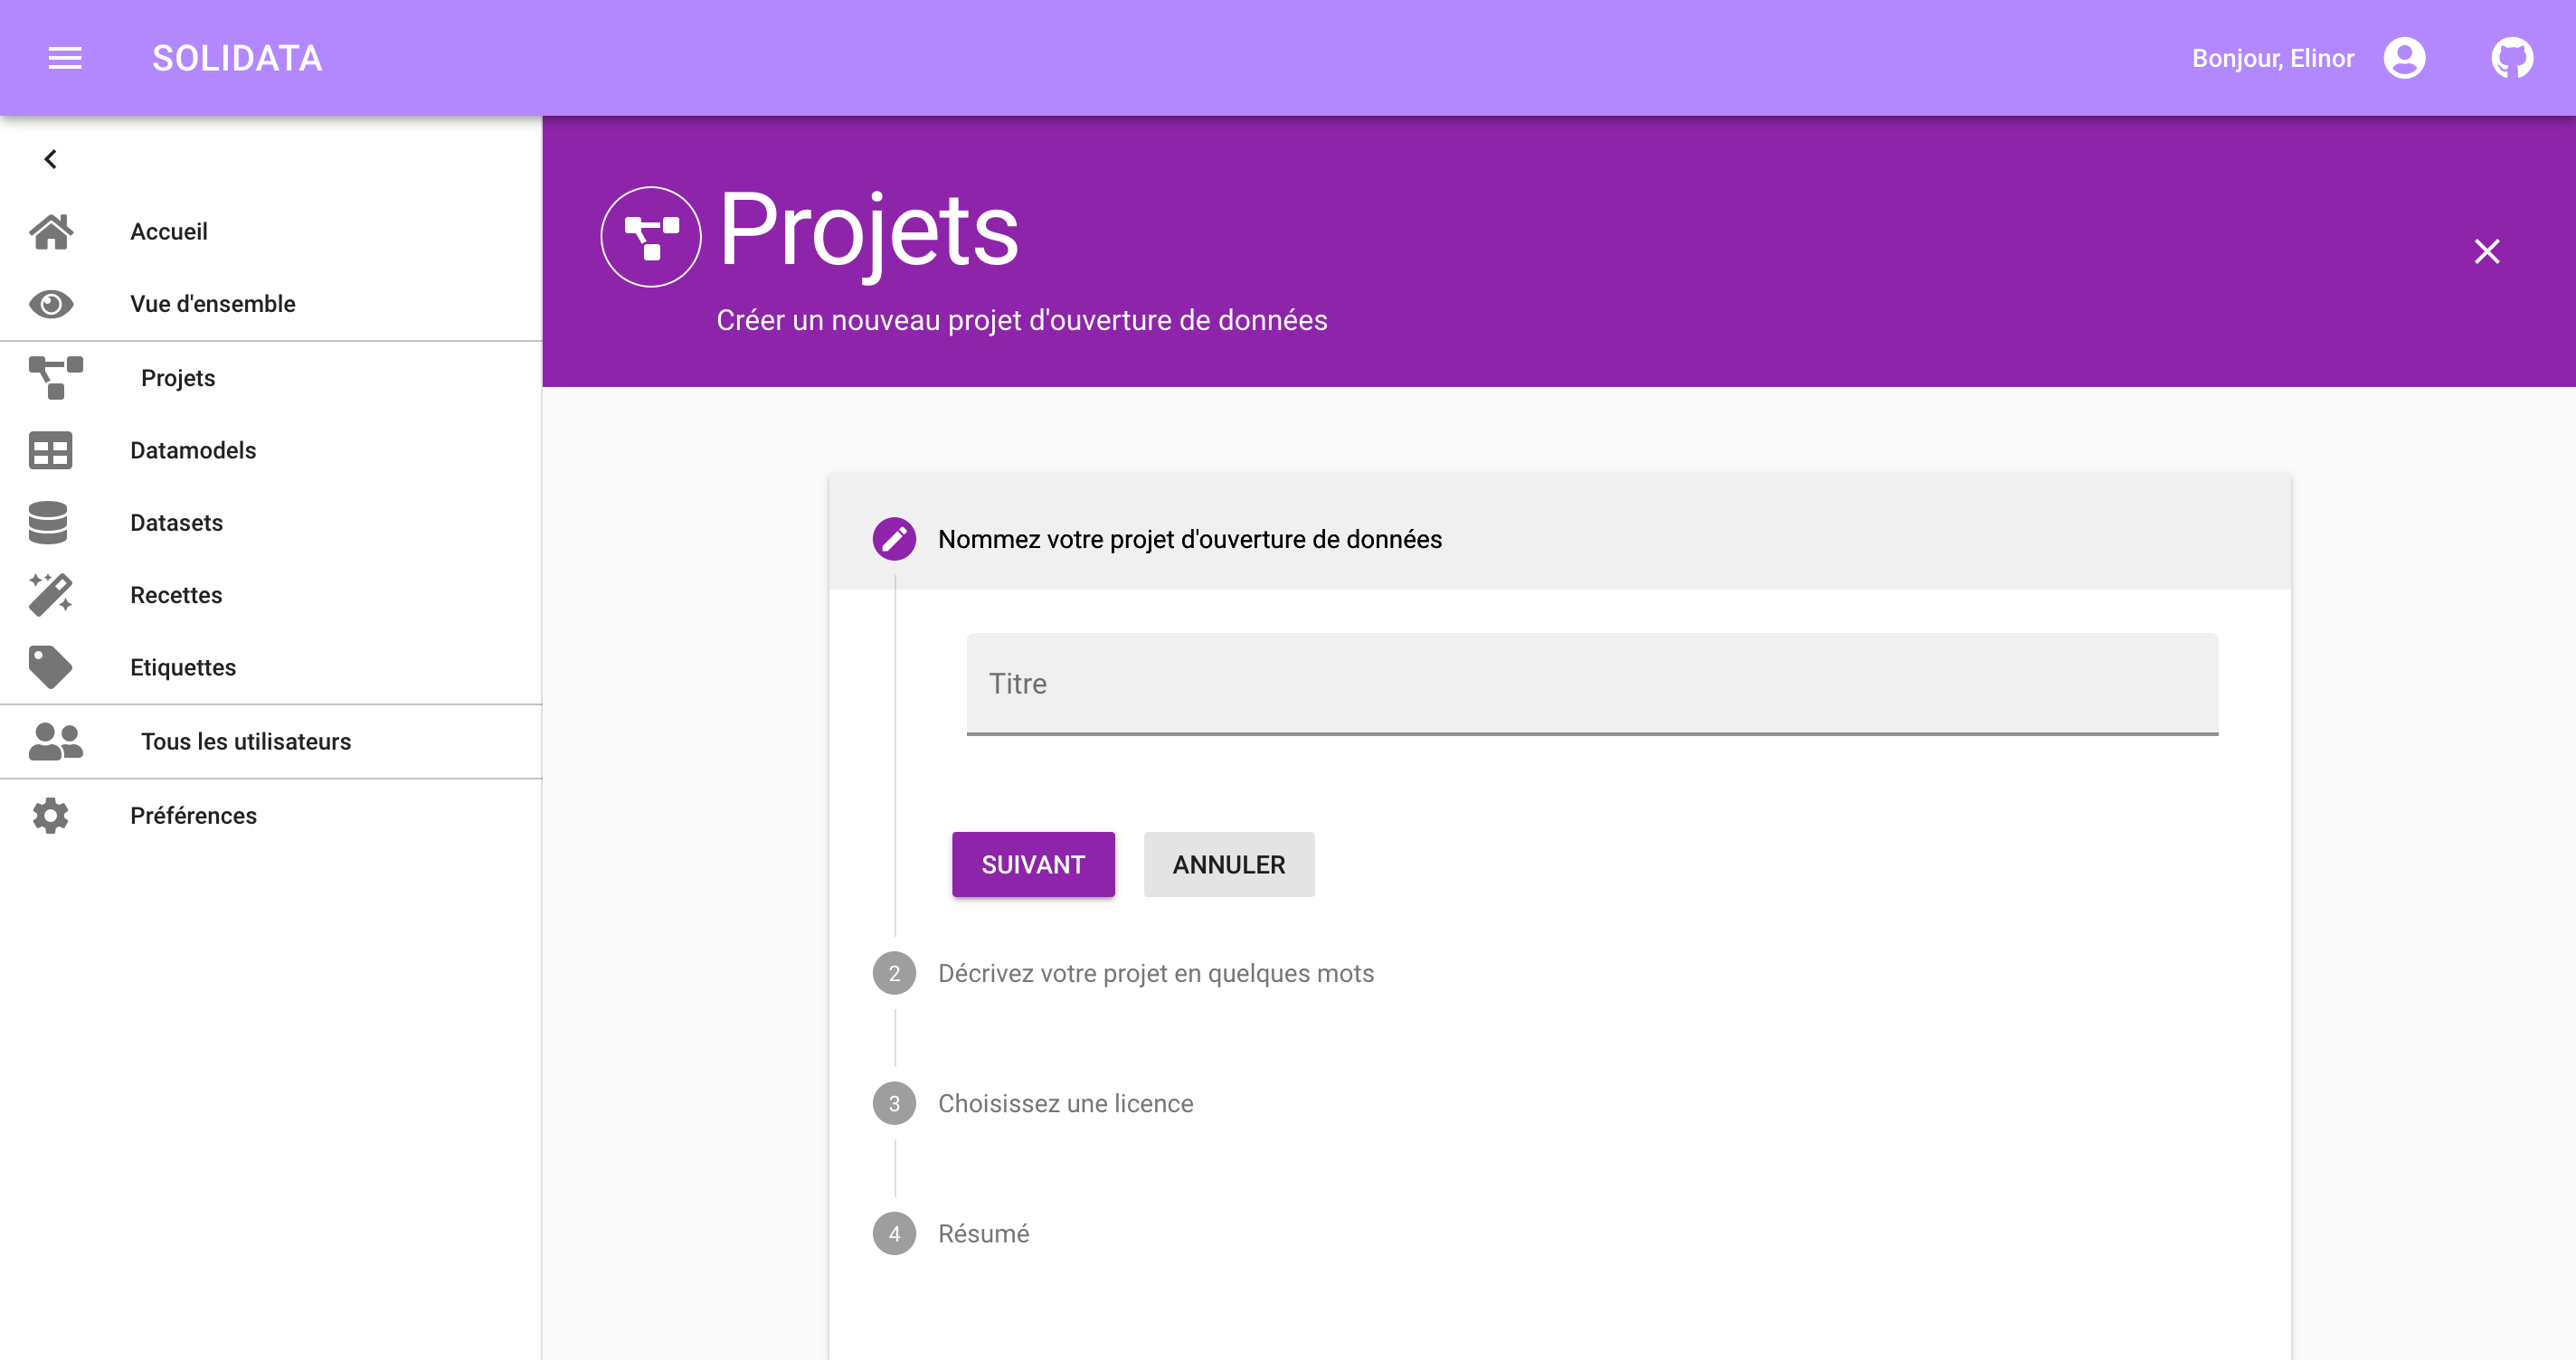 SOLIDATA
Bonjour, Elinor
Accueil
Vue d'ensemble
Projets
Datamodels
Datasets
Recettes
Etiquettes
Tous les utilisateurs
Préférences
Projets
Créer un nouveau projet d'ouverture de données
Nommez votre projet d'ouverture de données
Titre
SUIVANT
ANNULER
2 Décrivez votre projet en quelques mots
3 Choisissez une licence
4 Résumé